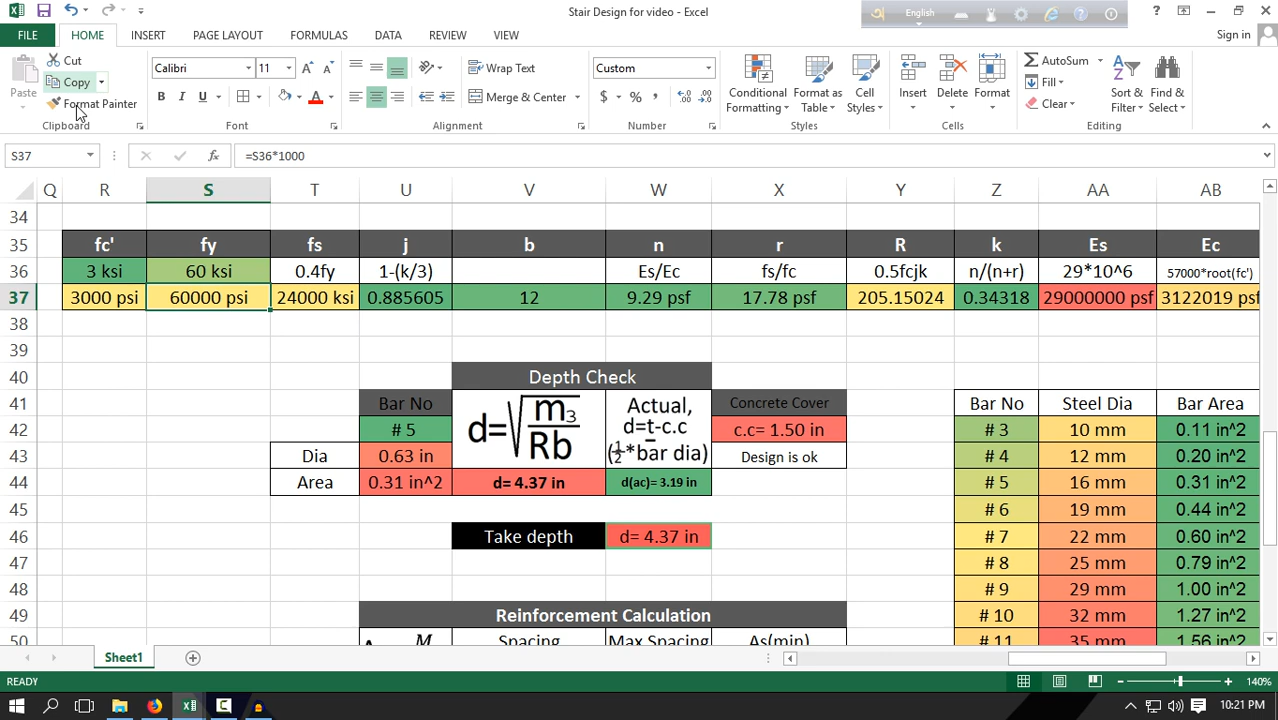 Stair Design for video - Excel
English
FILE HOME INSERT PAGE LAYOUT FORMULAS DATA REVIEW VIEW Sign in
Paste Cut Copy Format Painter Clipboard
Calibri 11 B I U A Font
Wrap Text Merge & Center Alignment
Custom $ % , Number
Conditional Formatting Format as Table Cell Styles Styles
Insert Delete Format Cells
AutoSum Fill Clear Sort & Filter Find & Select Editing
S37 fx =S36*1000
Q R S T U V W X Y Z AA AB
34
35 fc' fy fs j b n r R k Es Ec
36 3 ksi 60 ksi 0.4fy 1-(k/3) Es/Ec fs/fc 0.5fcjk n/(n+r) 29*10^6 57000*root(fc')
37 3000 psi 60000 psi 24000 ksi 0.885605 12 9.29 psf 17.78 psf 205.15024 0.34318 29000000 psf 3122019 psf
38
39
40 Depth Check
41 Bar No d=√m3/Rb Actual, d=t-c.c – (½*bar dia) Concrete Cover Bar No Steel Dia Bar Area
42 # 5 c.c= 1.50 in # 3 10 mm 0.11 in^2
43 Dia 0.63 in Design is ok # 4 12 mm 0.20 in^2
44 Area 0.31 in^2 d= 4.37 in d(ac)= 3.19 in # 5 16 mm 0.31 in^2
45 # 6 19 mm 0.44 in^2
46 Take depth d= 4.37 in # 7 22 mm 0.60 in^2
47 # 8 25 mm 0.79 in^2
48 # 9 29 mm 1.00 in^2
49 Reinforcement Calculation # 10 32 mm 1.27 in^2
50 M Spacing Max Spacing As(min) # 11 35 mm 1.56 in^2
Sheet1
READY 140%
10:21 PM